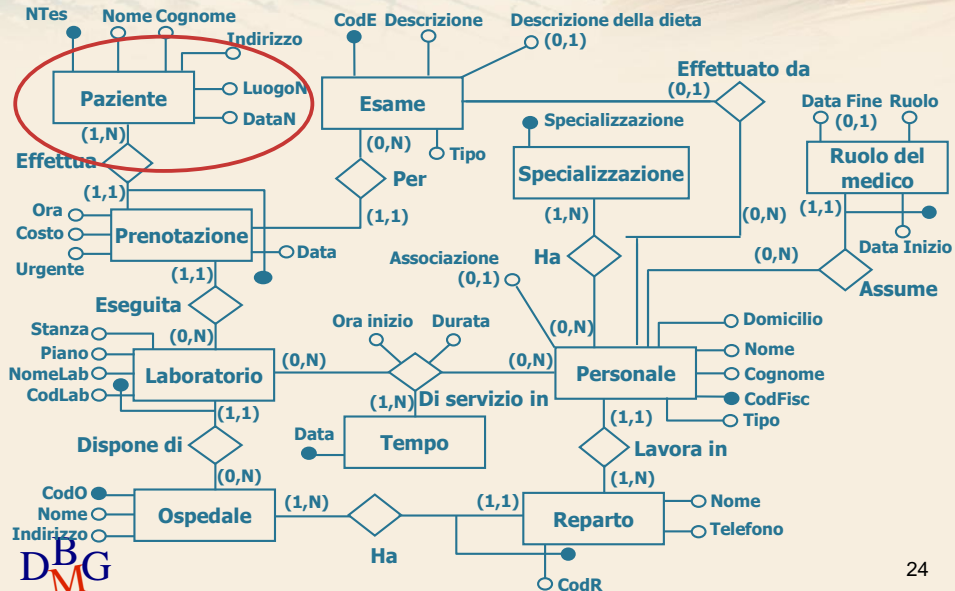 NTes
Nome Cognome
Indirizzo
Paziente
LuogoN
DataN
(1,N)
Effettua
(1,1)
CodE Descrizione
Descrizione della dieta
(0,1)
Esame
Tipo
(0,N)
Per
(1,1)
Effettuato da
(0,1)
(0,N)
Specializzazione
Specializzazione
(1,N)
Ha
(0,N)
Data Fine Ruolo
(0,1)
Ruolo del
medico
(1,1)
Data Inizio
(0,N)
Assume
Ora
Costo
Urgente
Prenotazione
Data
(1,1)
Eseguita
(0,N)
Stanza
Piano
NomeLab
CodLab
Laboratorio
(1,1)
Dispone di
(0,N)
Associazione
(0,1)
Ora inizio Durata
(0,N)
(0,N)
(1,N)
Di servizio in
Data
Tempo
Personale
Domicilio
Nome
Cognome
CodFisc
Tipo
(1,1)
Lavora in
(1,N)
CodO
Nome
Indirizzo
Ospedale
(1,N)
Ha
(1,1)
Reparto
Nome
Telefono
CodR
DBMG
24